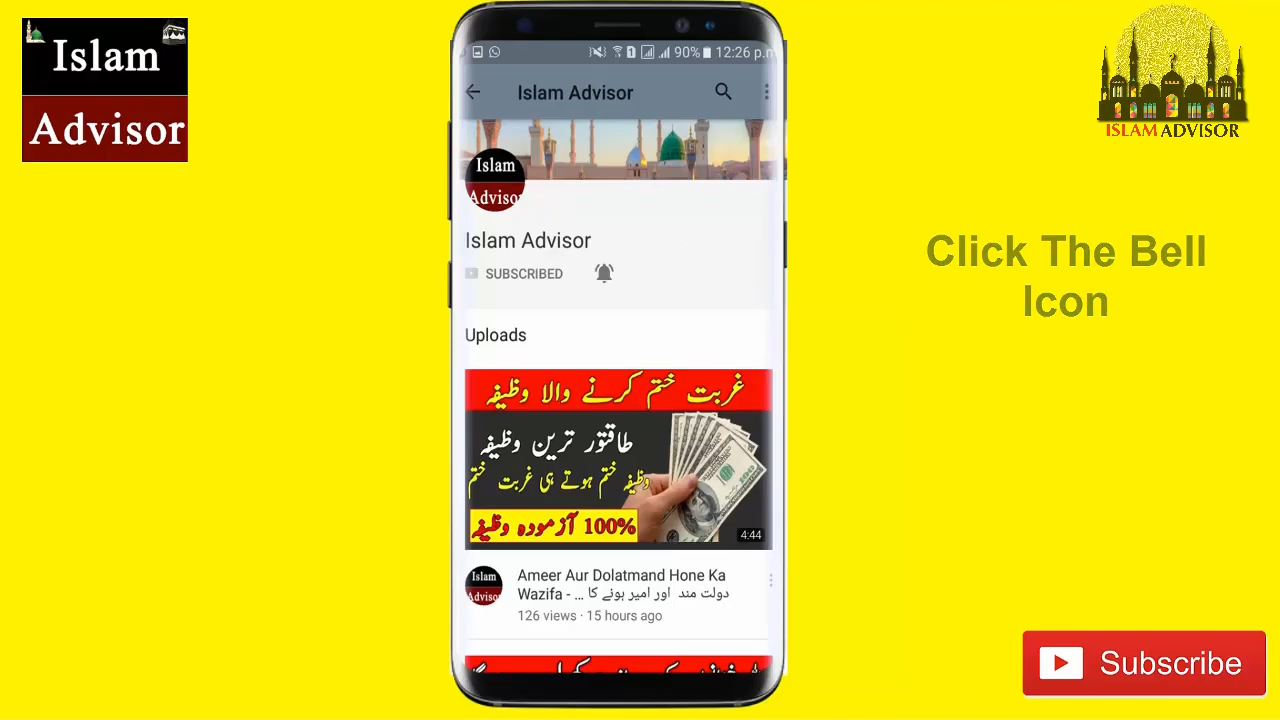 Islam
Advisor
90% 12:26 p.m
Islam Advisor
ISLAM ADVISOR
Islam
Advisor
Islam Advisor
SUBSCRIBED
Click The Bell
Icon
Uploads
غربت ختم کرنے والا وظیفہ
طاقتور ترین وظیفہ
وظیفہ ختم ہوتے ہی غربت ختم
100% آزمودہ وظیفہ
4:44
Islam
Advisor
Ameer Aur Dolatmand Hone Ka
Wazifa - ... دولت مند اور امیر ہونے کا
126 views · 15 hours ago
Subscribe